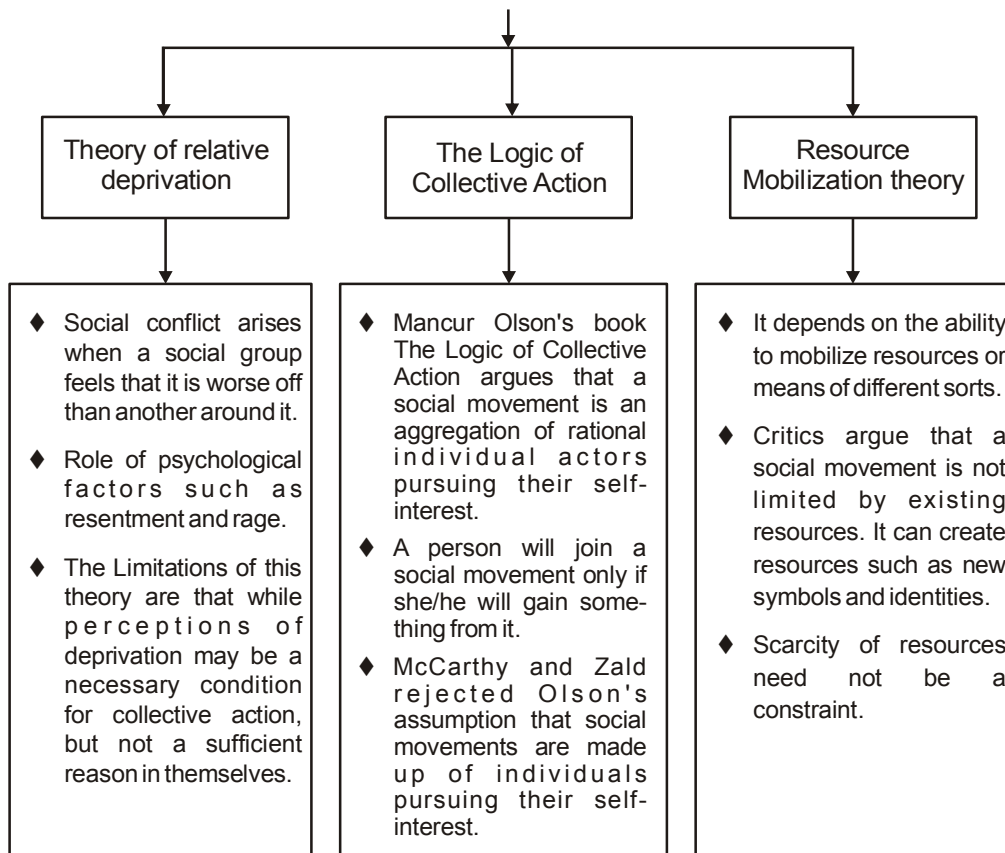 Theory of relative
deprivation
The Logic of
Collective Action
Resource
Mobilization theory
♦ Social conflict arises
when a social group
feels that it is worse off
than another around it.
♦ Role of psychological
factors such as
resentment and rage.
♦ The Limitations of this
theory are that while
perceptions of
deprivation may be a
necessary condition
for collective action,
but not a sufficient
reason in themselves.
♦ Mancur Olson's book
The Logic of Collective
Action argues that a
social movement is an
aggregation of rational
individual actors
pursuing their self-
interest.
♦ A person will join a
social movement only if
she/he will gain some-
thing from it.
♦ McCarthy and Zald
rejected Olson's
assumption that social
movements are made
up of individuals
pursuing their self-
interest.
♦ It depends on the ability
to mobilize resources or
means of different sorts.
♦ Critics argue that a
social movement is not
limited by existing
resources. It can create
resources such as new
symbols and identities.
♦ Scarcity of resources
need not be a
constraint.